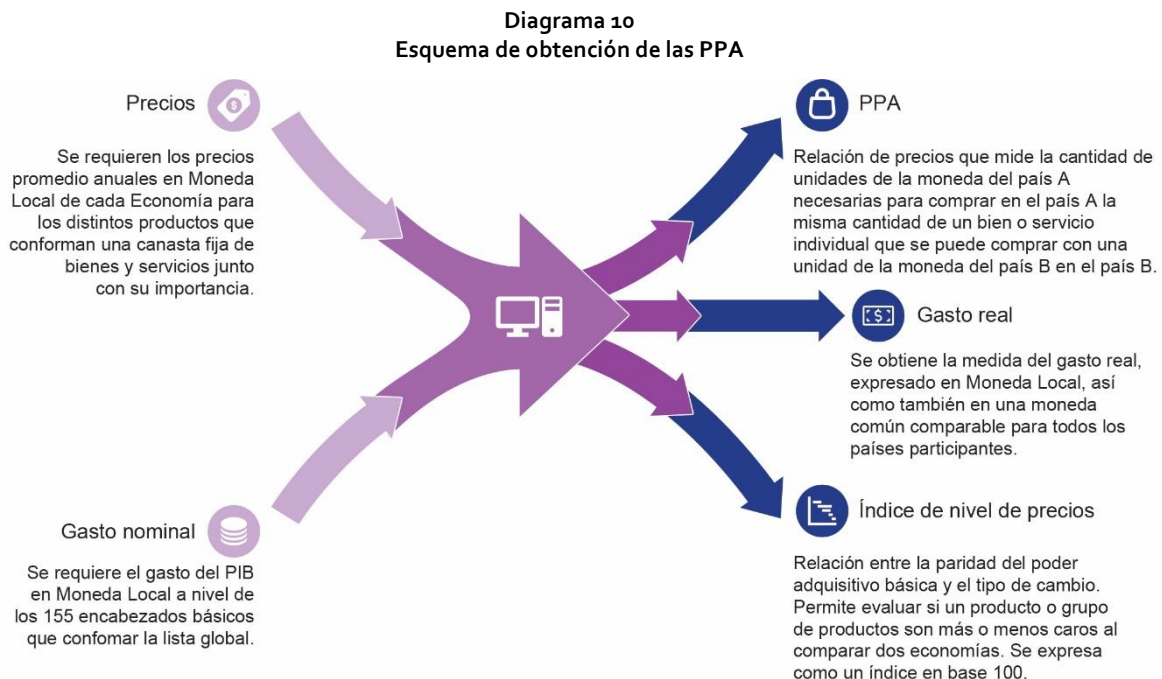 Diagrama 10
Esquema de obtención de las PPA
Precios
Se requieren los precios
promedio anuales en Moneda
Local de cada Economía para
los distintos productos que
conforman una canasta fija de
bienes y servicios junto
con su importancia.
Gasto nominal
Se requiere el gasto del PIB
en Moneda Local a nivel de
los 155 encabezados básicos
que confomar la lista global.
PPA
Relación de precios que mide la cantidad de
unidades de la moneda del país A
necesarias para comprar en el país A la
misma cantidad de un bien o servicio
individual que se puede comprar con una
unidad de la moneda del país B en el país B.
Gasto real
Se obtiene la medida del gasto real,
expresado en Moneda Local, así
como también en una moneda
común comparable para todos los
países participantes.
Índice de nivel de precios
Relación entre la paridad del poder
adquisitivo básica y el tipo de cambio.
Permite evaluar si un producto o grupo
de productos son más o menos caros al
comparar dos economías. Se expresa
como un índice en base 100.